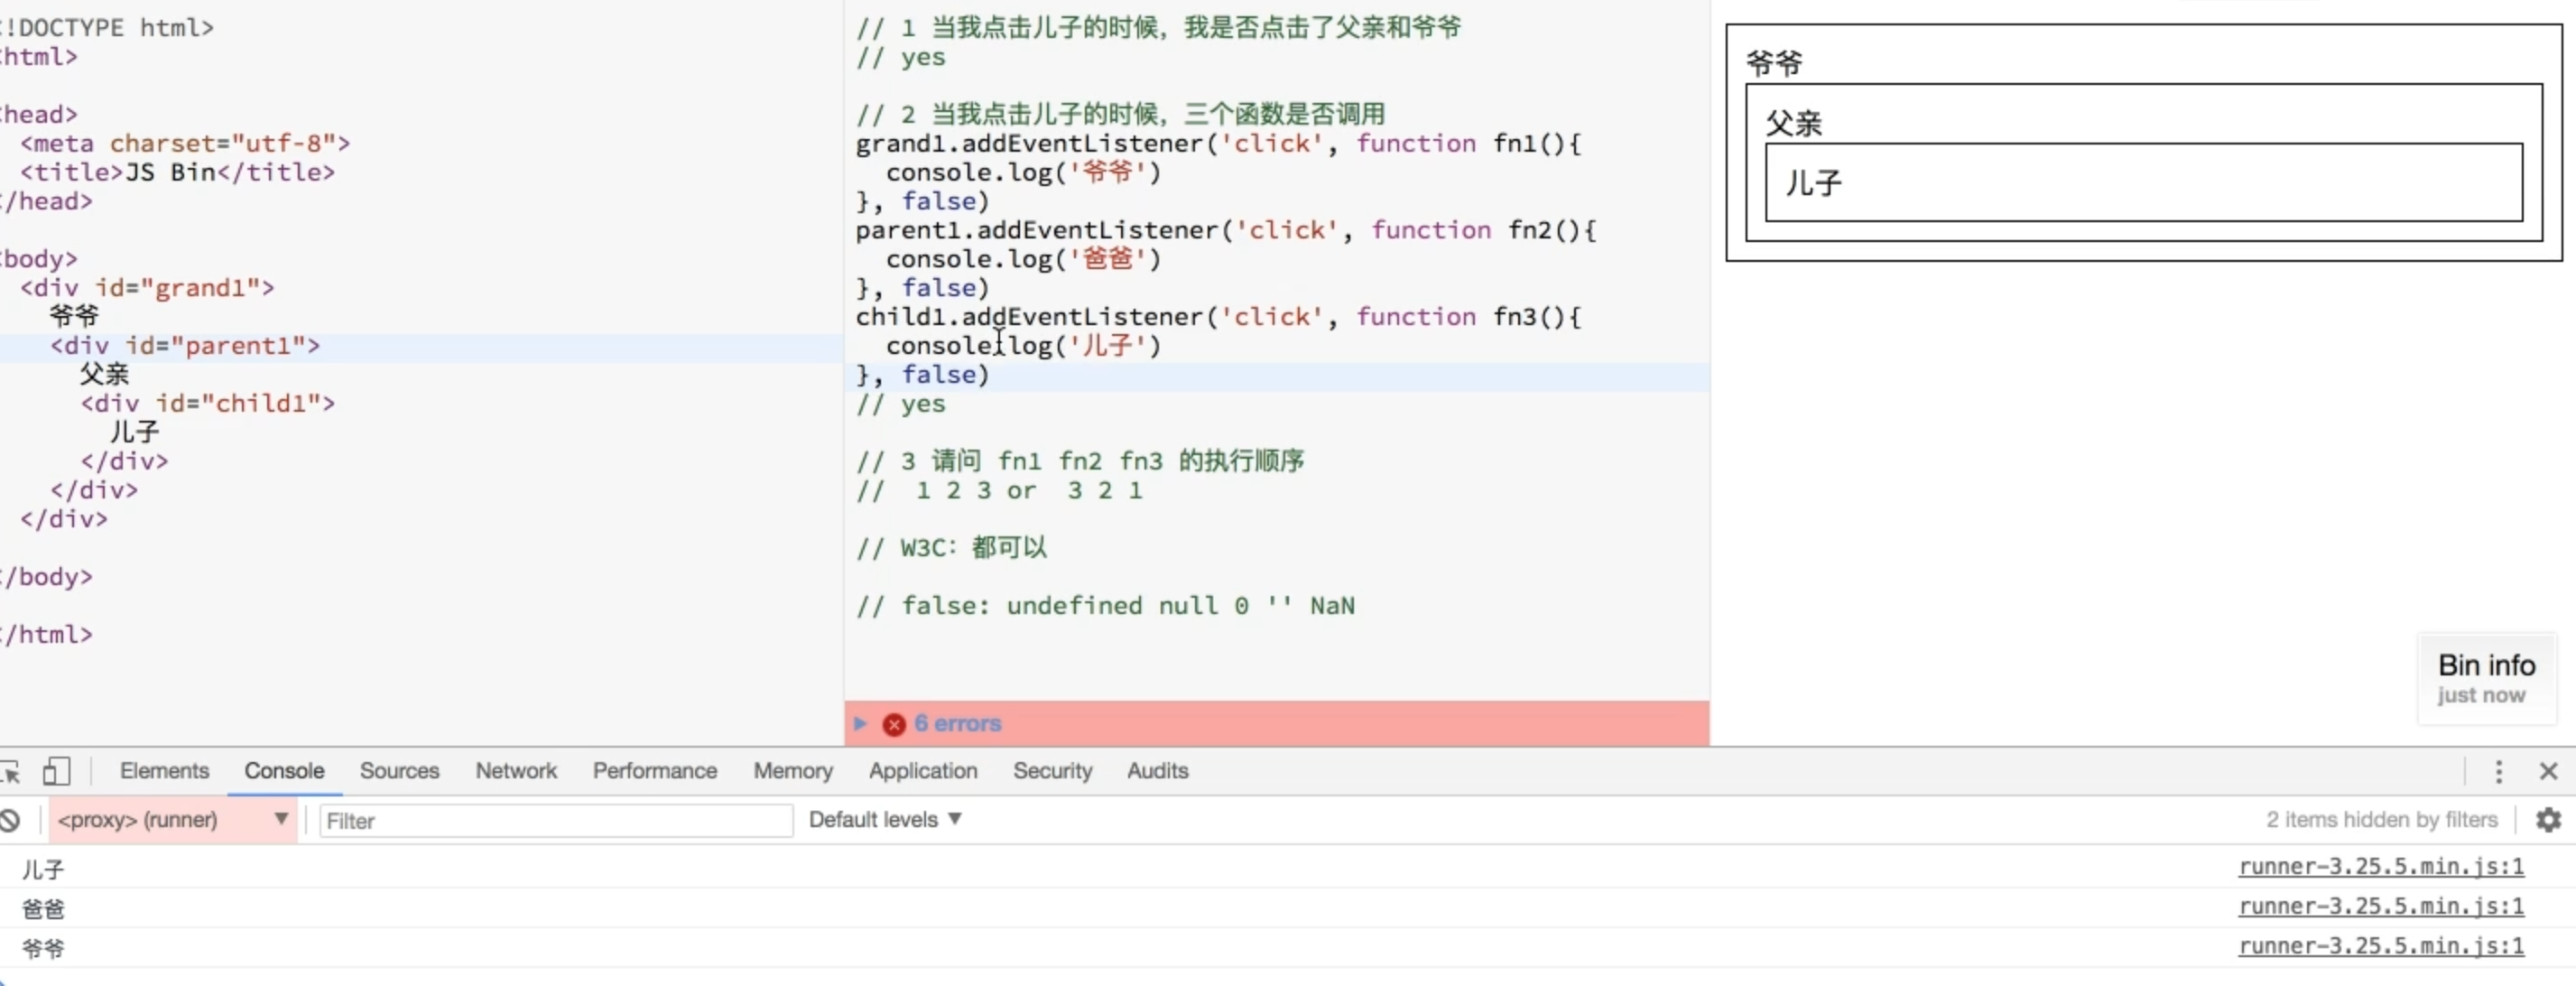 <!DOCTYPE html>
<html>
<head>
<meta charset="utf-8">
<title>JS Bin</title>
</head>
<body>
<div id="grand1">
爷爷
<div id="parent1">
父亲
<div id="child1">
儿子
</div>
</div>
</div>
</body>
</html>
// 1 当我点击儿子的时候，我是否点击了父亲和爷爷
// yes
// 2 当我点击儿子的时候，三个函数是否调用
grand1.addEventListener('click', function fn1(){
console.log('爷爷')
}, false)
parent1.addEventListener('click', function fn2(){
console.log('爸爸')
}, false)
child1.addEventListener('click', function fn3(){
console.log('儿子')
}, false)
// yes
// 3 请问 fn1 fn2 fn3 的执行顺序
// 1 2 3 or 3 2 1
// W3C：都可以
// false: undefined null 0 '' NaN
6 errors
爷爷
父亲
儿子
Bin info
just now
Elements Console Sources Network Performance Memory Application Security Audits
<proxy> (runner) Filter Default levels 2 items hidden by filters
儿子 runner-3.25.5.min.js:1
爸爸 runner-3.25.5.min.js:1
爷爷 runner-3.25.5.min.js:1